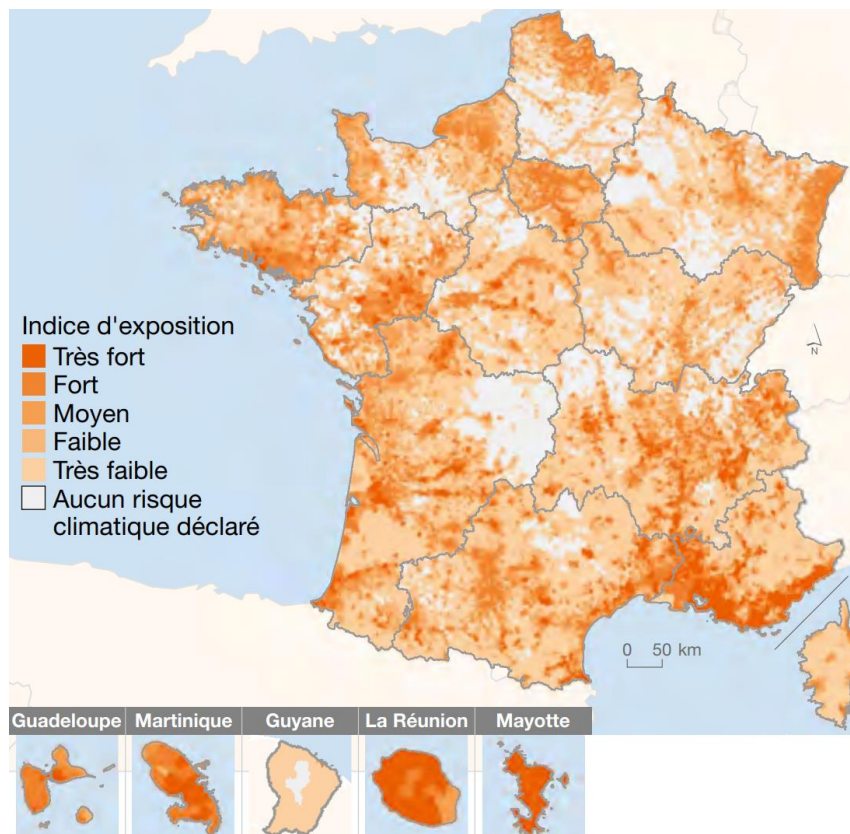 Indice d'exposition
Très fort
Fort
Moyen
Faible
Très faible
Aucun risque
climatique déclaré
N
0 50 km
Guadeloupe Martinique Guyane La Réunion Mayotte